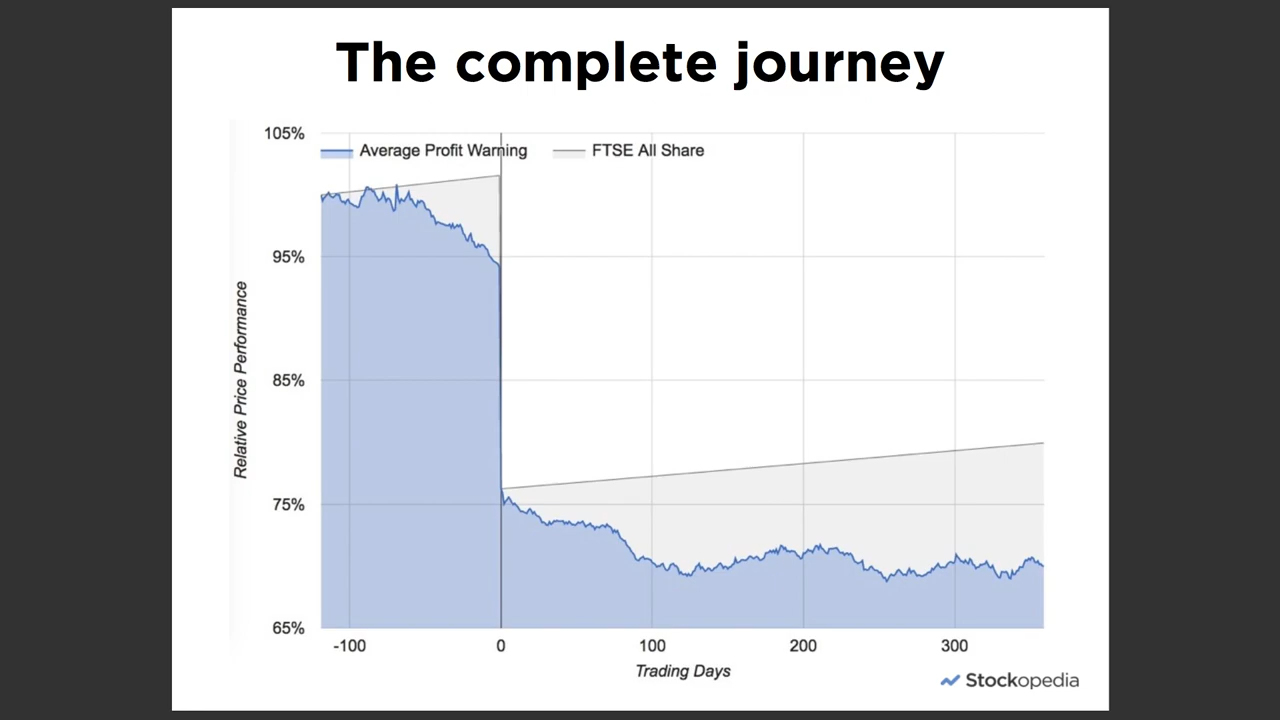 The complete journey
105%
Average Profit Warning
FTSE All Share
95%
85%
75%
65%
Relative Price Performance
-100
0
100
200
300
Trading Days
Stockopedia